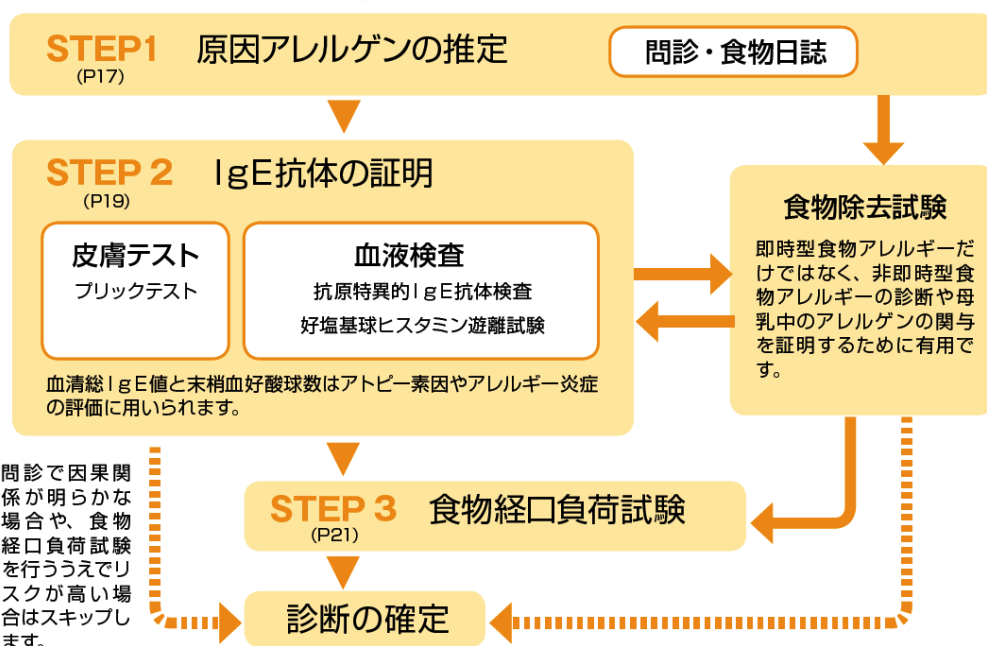 STEP1 原因アレルゲンの推定 問診・食物日誌
(P17)
STEP 2 IgE抗体の証明
(P19)
皮膚テスト
プリックテスト
血液検査
抗原特異的IgE抗体検査
好塩基球ヒスタミン遊離試験
血清総IgE値と末梢血好酸球数はアトピー素因やアレルギー炎症
の評価に用いられます。
食物除去試験
即時型食物アレルギーだ
けではなく、非即時型食
物アレルギーの診断や母
乳中のアレルゲンの関与
を証明するために有用で
す。
問診で因果関
係が明らかな
場合や、食物
経口負荷試験
を行ううえでリ
スクが高い場
合はスキップし
ます。
STEP 3 食物経口負荷試験
(P21)
診断の確定